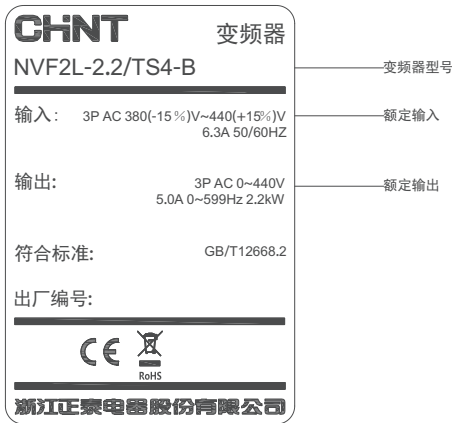 CHNT 变频器
NVF2L-2.2/TS4-B
变频器型号
输入： 3P AC 380(-15%)V~440(+15%)V
6.3A 50/60HZ
额定输入
输出: 3P AC 0~440V
5.0A 0~599Hz 2.2kW
额定输出
符合标准: GB/T12668.2
出厂编号:
CE
RoHS
浙江正泰电器股份有限公司